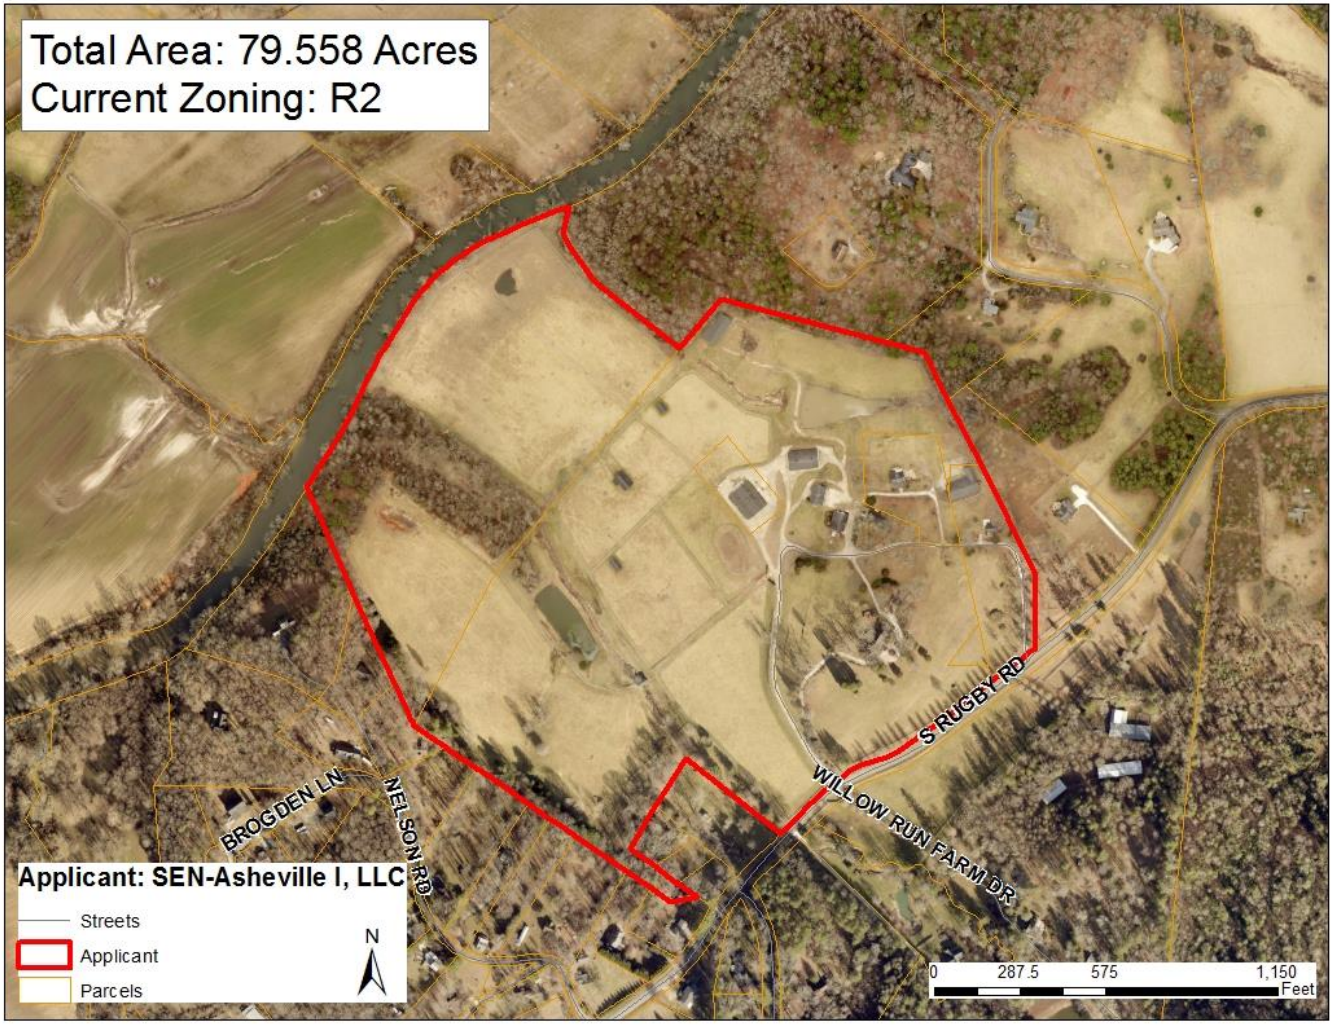 Total Area: 79.558 Acres
Current Zoning: R2
S RUGBY RD
WILLOW RUN FARM DR
BROGDEN LN
NELSON RD
Applicant: SEN-Asheville I, LLC
Streets
Applicant
Parcels
N
0 287.5 575 1,150
Feet